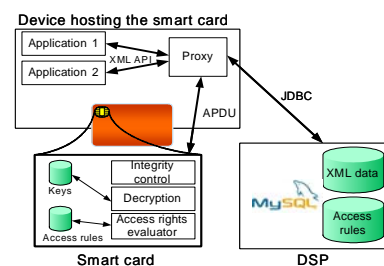 Device hosting the smart card
Application 1
Application 2
XML API
Proxy
APDU
JDBC
Integrity
control
Decryption
Access rights
evaluator
Keys
Access rules
Smart card
XML data
MySQL
Access
rules
DSP